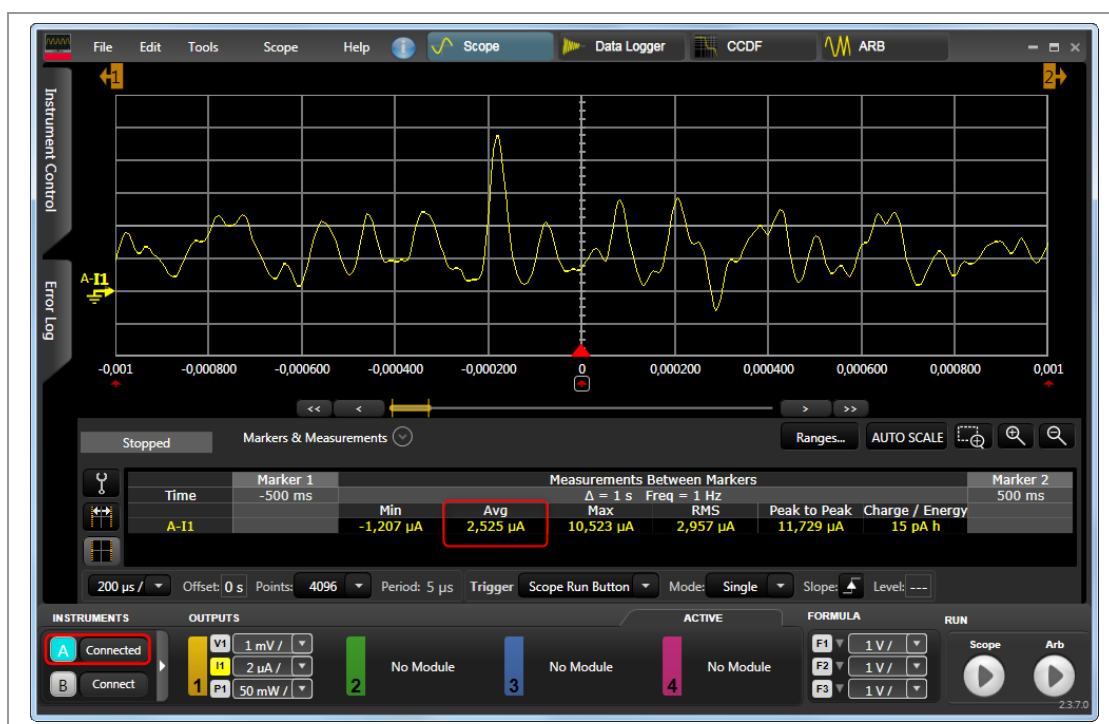 File Edit Tools Scope Help Scope Data Logger CCDF ARB
1 2
Instrument Control
Error Log
A-I1
-0,001 -0,000800 -0,000600 -0,000400 -0,000200 0 0,000200 0,000400 0,000600 0,000800 0,001
<< < > >>
Stopped Markers & Measurements Ranges... AUTO SCALE
Marker 1 Measurements Between Markers Marker 2
Time -500 ms Δ = 1 s Freq = 1 Hz 500 ms
Min Avg Max RMS Peak to Peak Charge / Energy
A-I1 -1,207 µA 2,525 µA 10,523 µA 2,957 µA 11,729 µA 15 pA h
200 µs / Offset: 0 s Points: 4096 Period: 5 µs Trigger Scope Run Button Mode: Single Slope: Level: ---
INSTRUMENTS OUTPUTS ACTIVE FORMULA RUN
A Connected V1 1 mV / F1 1 V / Scope Arb
I1 2 µA / No Module No Module No Module F2 1 V /
B Connect 1 P1 50 mW / 2 3 4 F3 1 V /
2.3.7.0